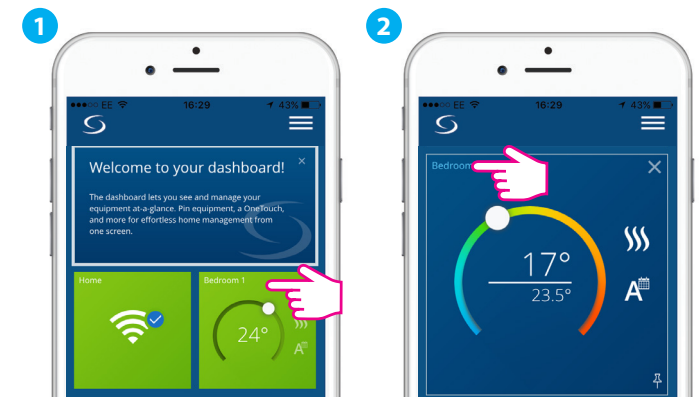 1
EE 16:29 43%
Welcome to your dashboard!
The dashboard lets you see and manage your
equipment at-a-glance. Pin equipment, a OneTouch,
and more for effortless home management from
one screen.
Home
Bedroom 1
24°
A
2
EE 16:29 43%
Bedroom
17°
23.5°
A